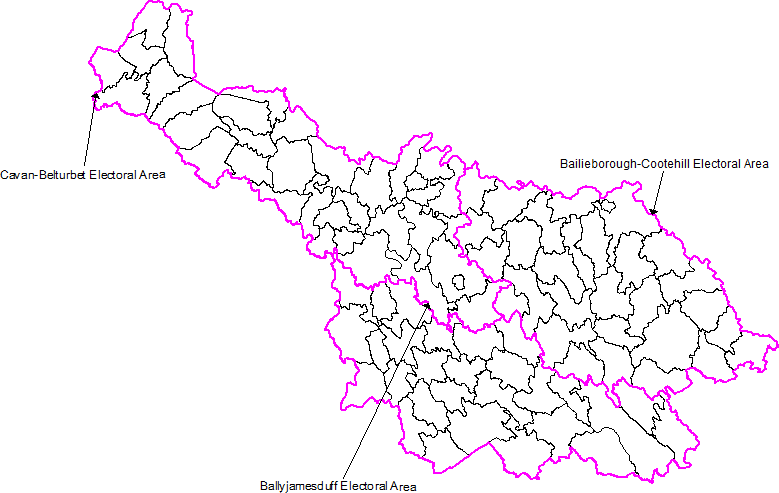 Bailieborough-Cootehill Electoral Area
Cavan-Belturbet Electoral Area
Ballyjamesduff Electoral Area